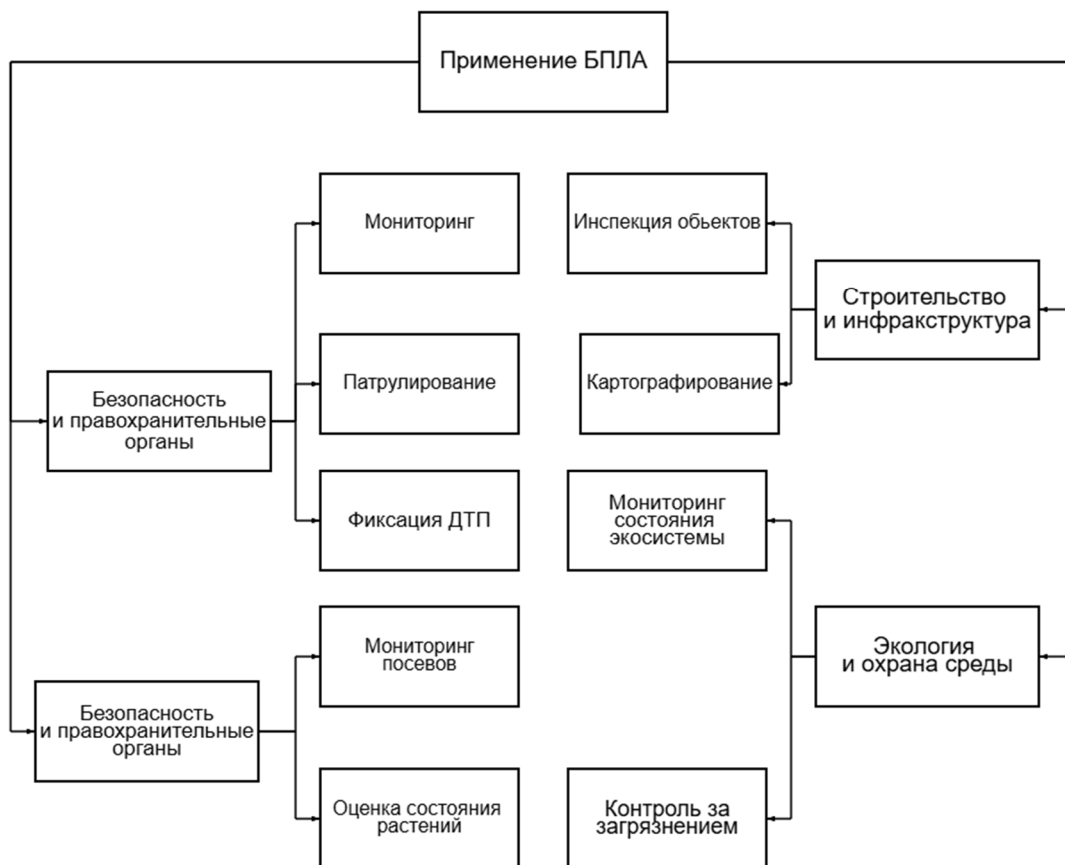 Применение БПЛА
Мониторинг
Инспекция обьектов
Строительство
и инфракструктура
Патрулирование
Картографирование
Безопасность
и правохранительные
органы
Фиксация ДТП
Мониторинг
состояния
экосистемы
Мониторинг
посевов
Экология
и охрана среды
Безопасность
и правохранительные
органы
Оценка состояния
растений
Контроль за
загрязнением